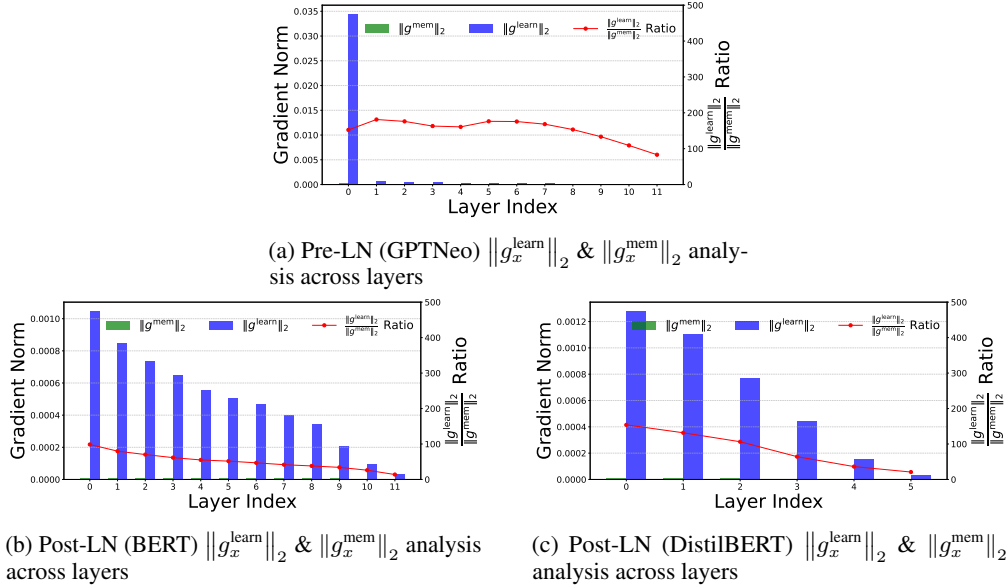 Gradient Norm
0.035
0.030
0.025
0.020
0.015
0.010
0.005
0.000
‖g^mem‖₂ ‖g^learn‖₂ ‖g^learn‖₂/‖g^mem‖₂ Ratio
500
400
300
200
100
0
‖g^learn‖₂/‖g^mem‖₂ Ratio
0 1 2 3 4 5 6 7 8 9 10 11
Layer Index
(a) Pre-LN (GPTNeo) ‖g_x^learn‖₂ & ‖g_x^mem‖₂ analy-
sis across layers
Gradient Norm
0.0010
0.0008
0.0006
0.0004
0.0002
0.0000
‖g^mem‖₂ ‖g^learn‖₂ ‖g^learn‖₂/‖g^mem‖₂ Ratio
500
400
300
200
100
0
‖g^learn‖₂/‖g^mem‖₂ Ratio
0 1 2 3 4 5 6 7 8 9 10 11
Layer Index
(b) Post-LN (BERT) ‖g_x^learn‖₂ & ‖g_x^mem‖₂ analysis
across layers
Gradient Norm
0.0012
0.0010
0.0008
0.0006
0.0004
0.0002
0.0000
‖g^mem‖₂ ‖g^learn‖₂ ‖g^learn‖₂/‖g^mem‖₂ Ratio
500
400
300
200
100
0
‖g^learn‖₂/‖g^mem‖₂ Ratio
0 1 2 3 4 5
Layer Index
(c) Post-LN (DistilBERT) ‖g_x^learn‖₂ & ‖g_x^mem‖₂
analysis across layers